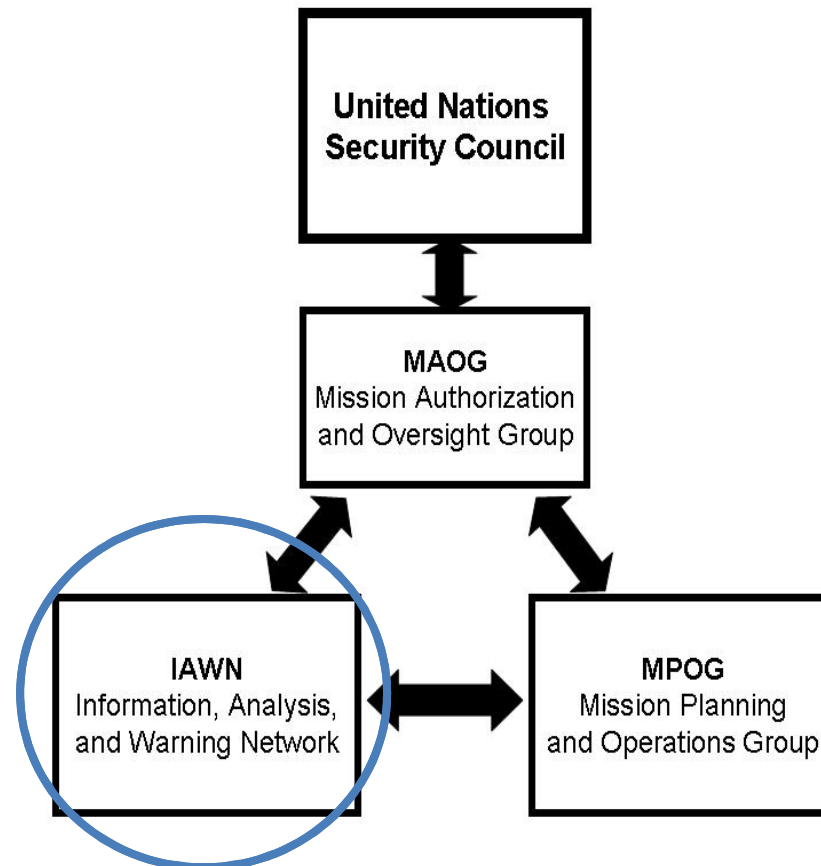 United Nations
Security Council
MAOG
Mission Authorization
and Oversight Group
IAWN
Information, Analysis,
and Warning Network
MPOG
Mission Planning
and Operations Group